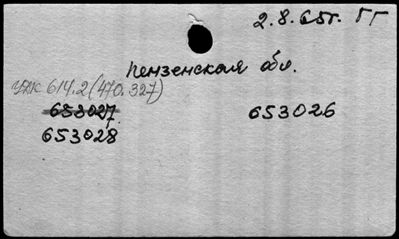 2.8.65г. ГГ
Пензенская обл.
УДК 614.2(470.327)
653027 653026
653028